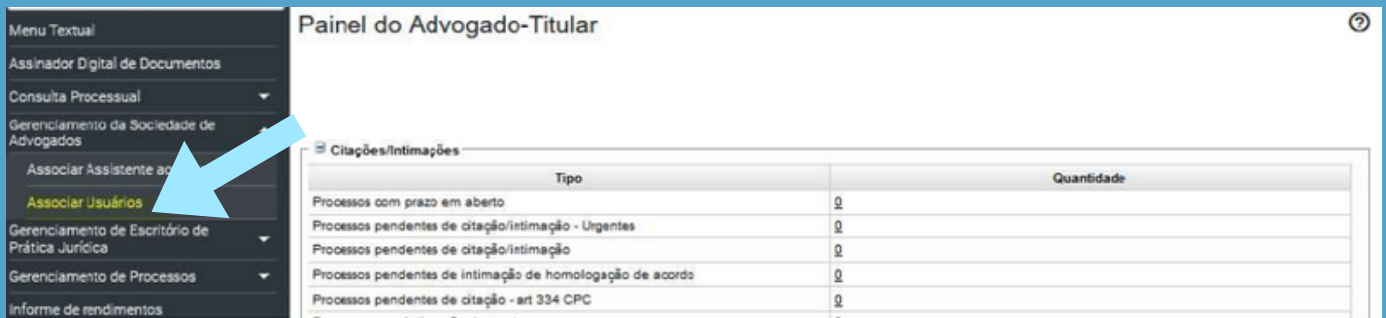 Menu Textual
Assinador Digital de Documentos
Consulta Processual
Gerenciamento da Sociedade de
Advogados
Associar Assistente
Associar Usuários
Gerenciamento de Escritório de
Prática Jurídica
Gerenciamento de Processos
Informe de rendimentos
Painel do Advogado-Titular
?
Citações/Intimações
Tipo Quantidade
Processos com prazo em aberto 0
Processos pendentes de citação/intimação - Urgentes 0
Processos pendentes de citação/intimação 0
Processos pendentes de intimação de homologação de acordo 0
Processos pendentes de citação - art 334 CPC 0